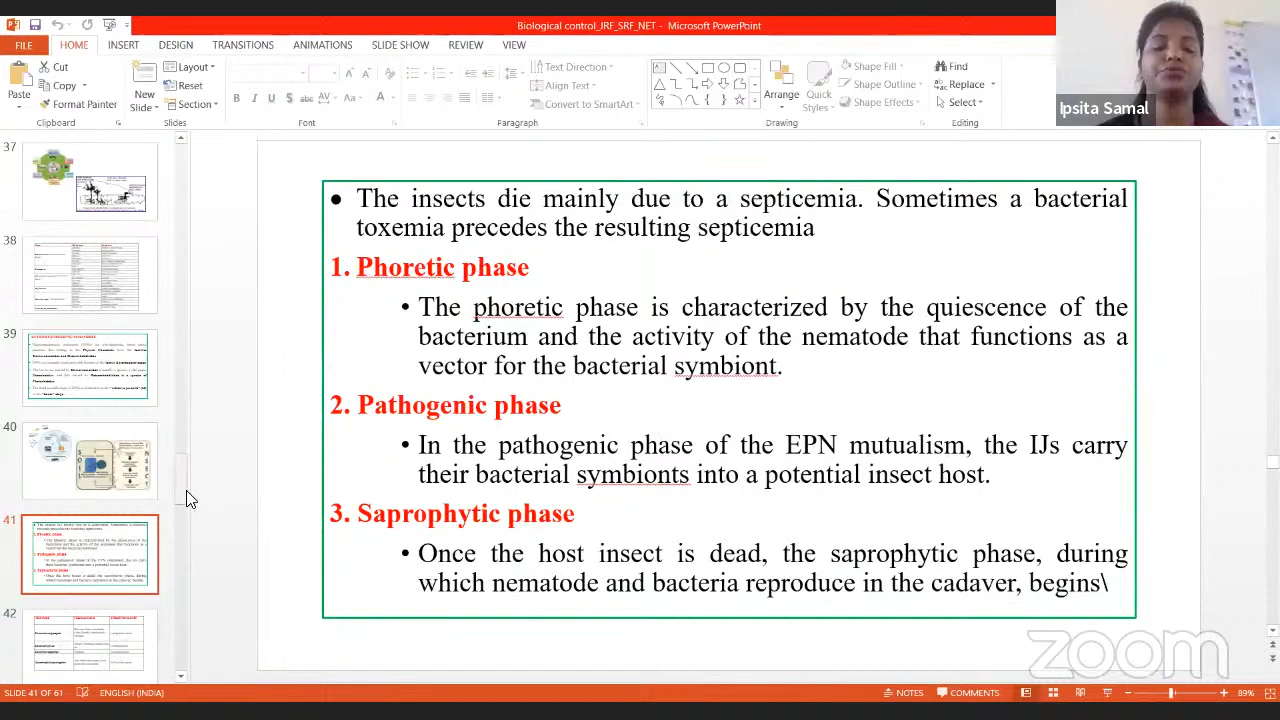 Biological control_JRF_SRF_NET - Microsoft PowerPoint
FILE HOME INSERT DESIGN TRANSITIONS ANIMATIONS SLIDE SHOW REVIEW VIEW
Ipsita Samal
Paste Cut Copy Format Painter
Clipboard
New Slide Layout Reset Section
Slides
B I U S abc AV Aa A
Font
Text Direction
Align Text
Convert to SmartArt
Paragraph
Arrange Quick Styles
Shape Fill
Shape Outline
Shape Effects
Drawing
Find
Replace
Select
Editing
37
38
39
40
41
42
● The insects die mainly due to a septicemia. Sometimes a bacterial
toxemia precedes the resulting septicemia
1. Phoretic phase
• The phoretic phase is characterized by the quiescence of the
bacterium and the activity of the nematode that functions as a
vector for the bacterial symbiont.
2. Pathogenic phase
• In the pathogenic phase of the EPN mutualism, the IJs carry
their bacterial symbionts into a potential insect host.
3. Saprophytic phase
• Once the host insect is dead, the saprophytic phase, during
which nematode and bacteria reproduce in the cadaver, begins\
zoom
SLIDE 41 OF 61 ENGLISH (INDIA) NOTES COMMENTS 89%